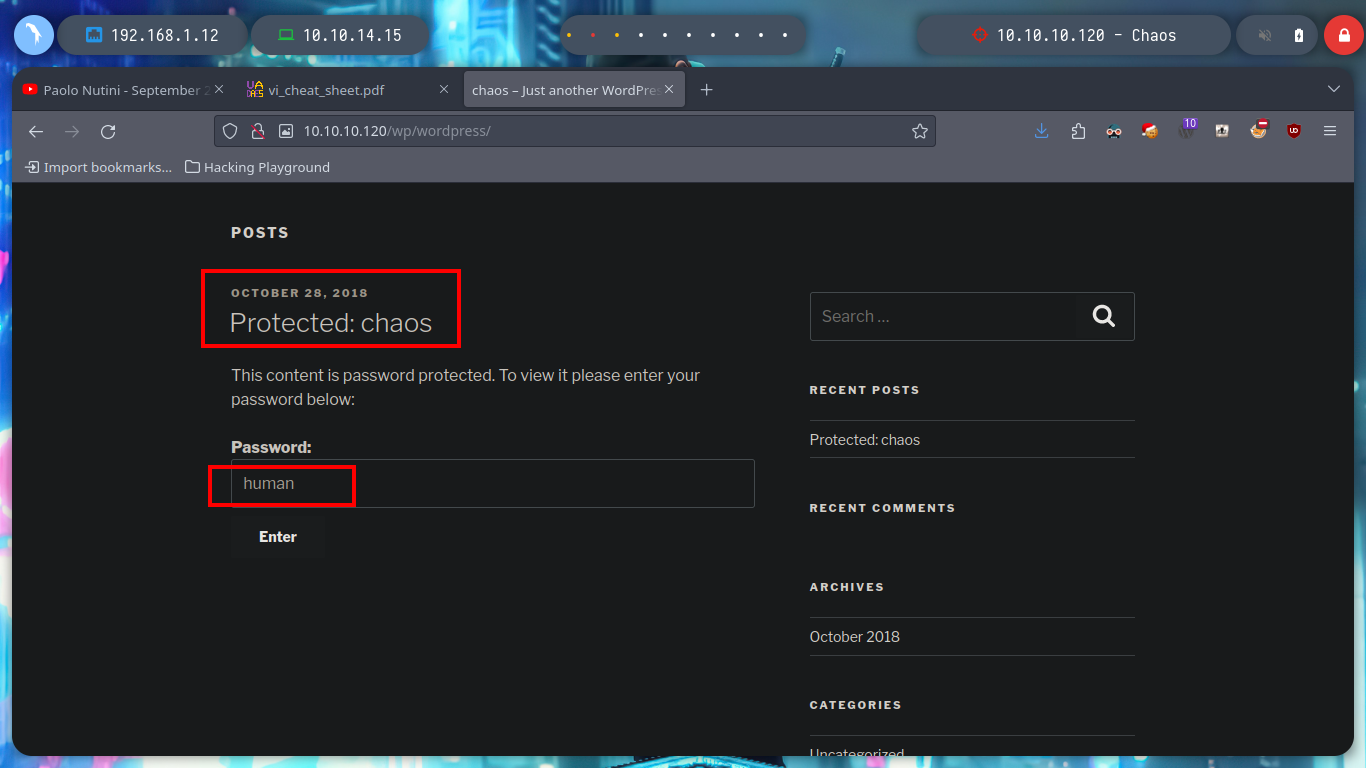 192.168.1.12
10.10.14.15
10.10.10.120 - Chaos
Paolo Nutini - September 2
vi_cheat_sheet.pdf
chaos – Just another WordPres
10.10.10.120/wp/wordpress/
10
Import bookmarks...
Hacking Playground
POSTS
OCTOBER 28, 2018
Protected: chaos
This content is password protected. To view it please enter your
password below:
Password:
human
Enter
Search …
RECENT POSTS
Protected: chaos
RECENT COMMENTS
ARCHIVES
October 2018
CATEGORIES
Uncategorized